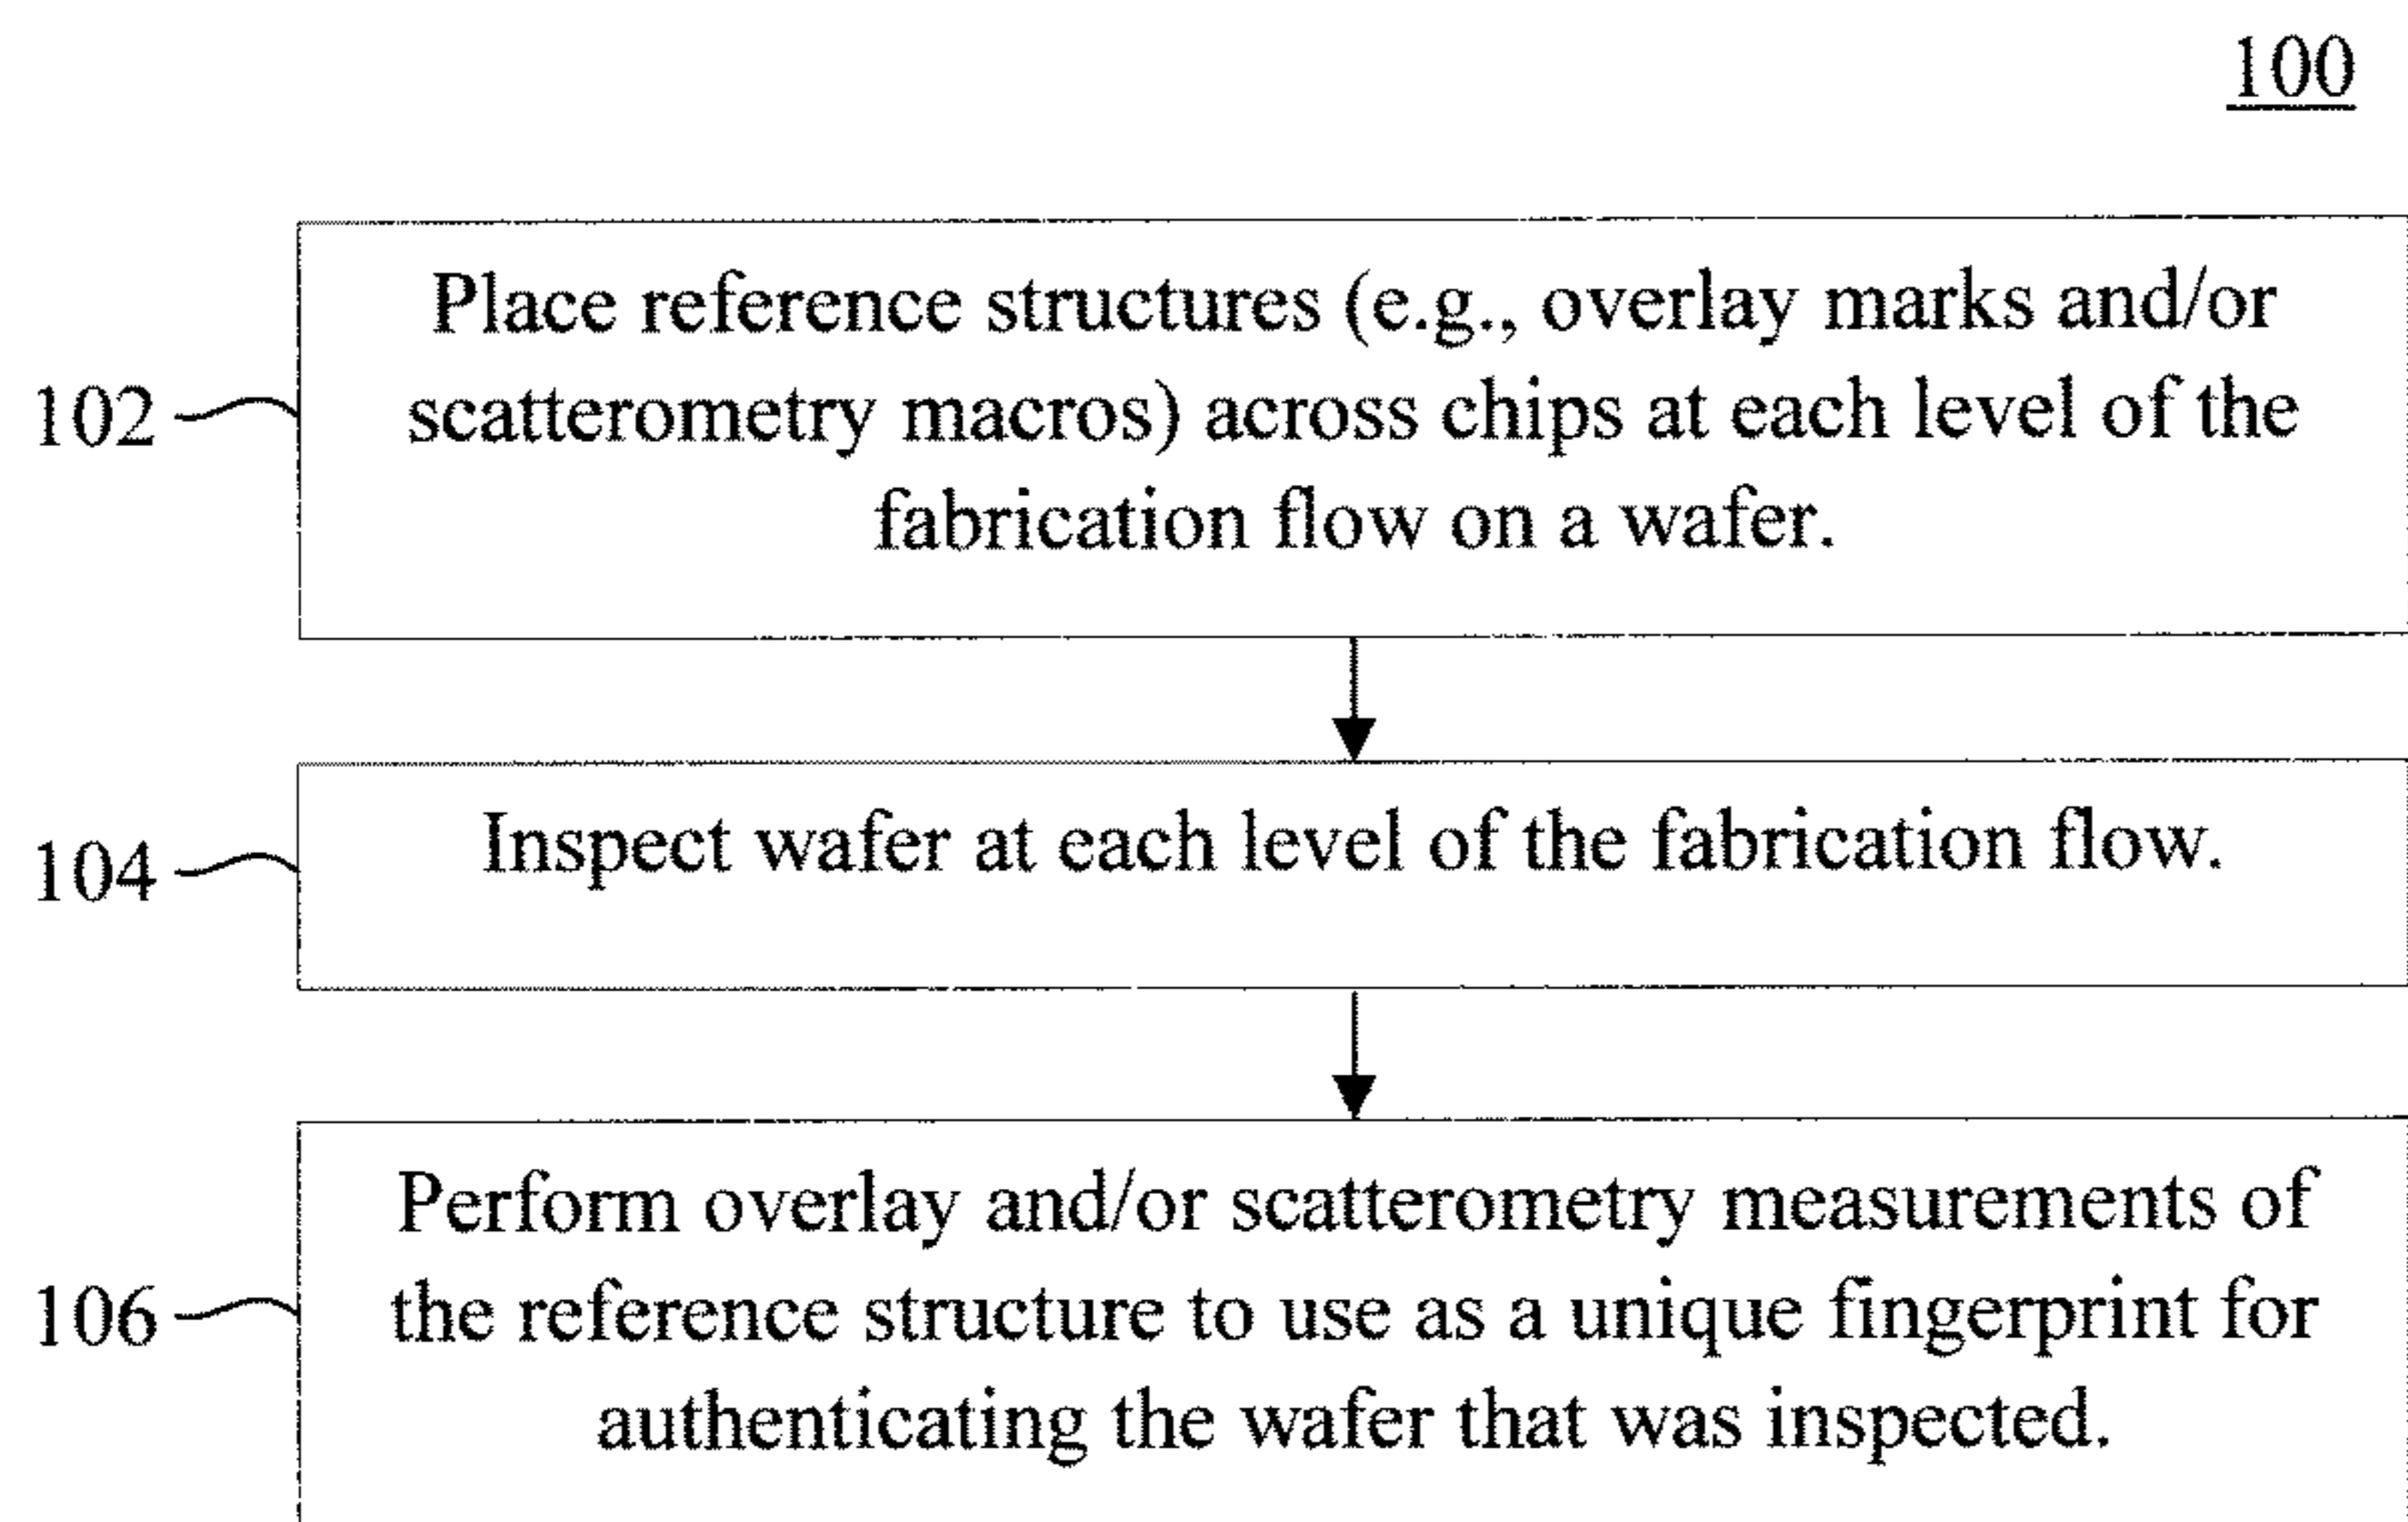 100
Place reference structures (e.g., overlay marks and/or
102
scatterometry macros) across chips at each level of the
fabrication flow on a wafer.
104
Inspect wafer at each level of the fabrication flow.
Perform overlay and/or scatterometry measurements of
106
the reference structure to use as a unique fingerprint for
authenticating the wafer that was inspected.